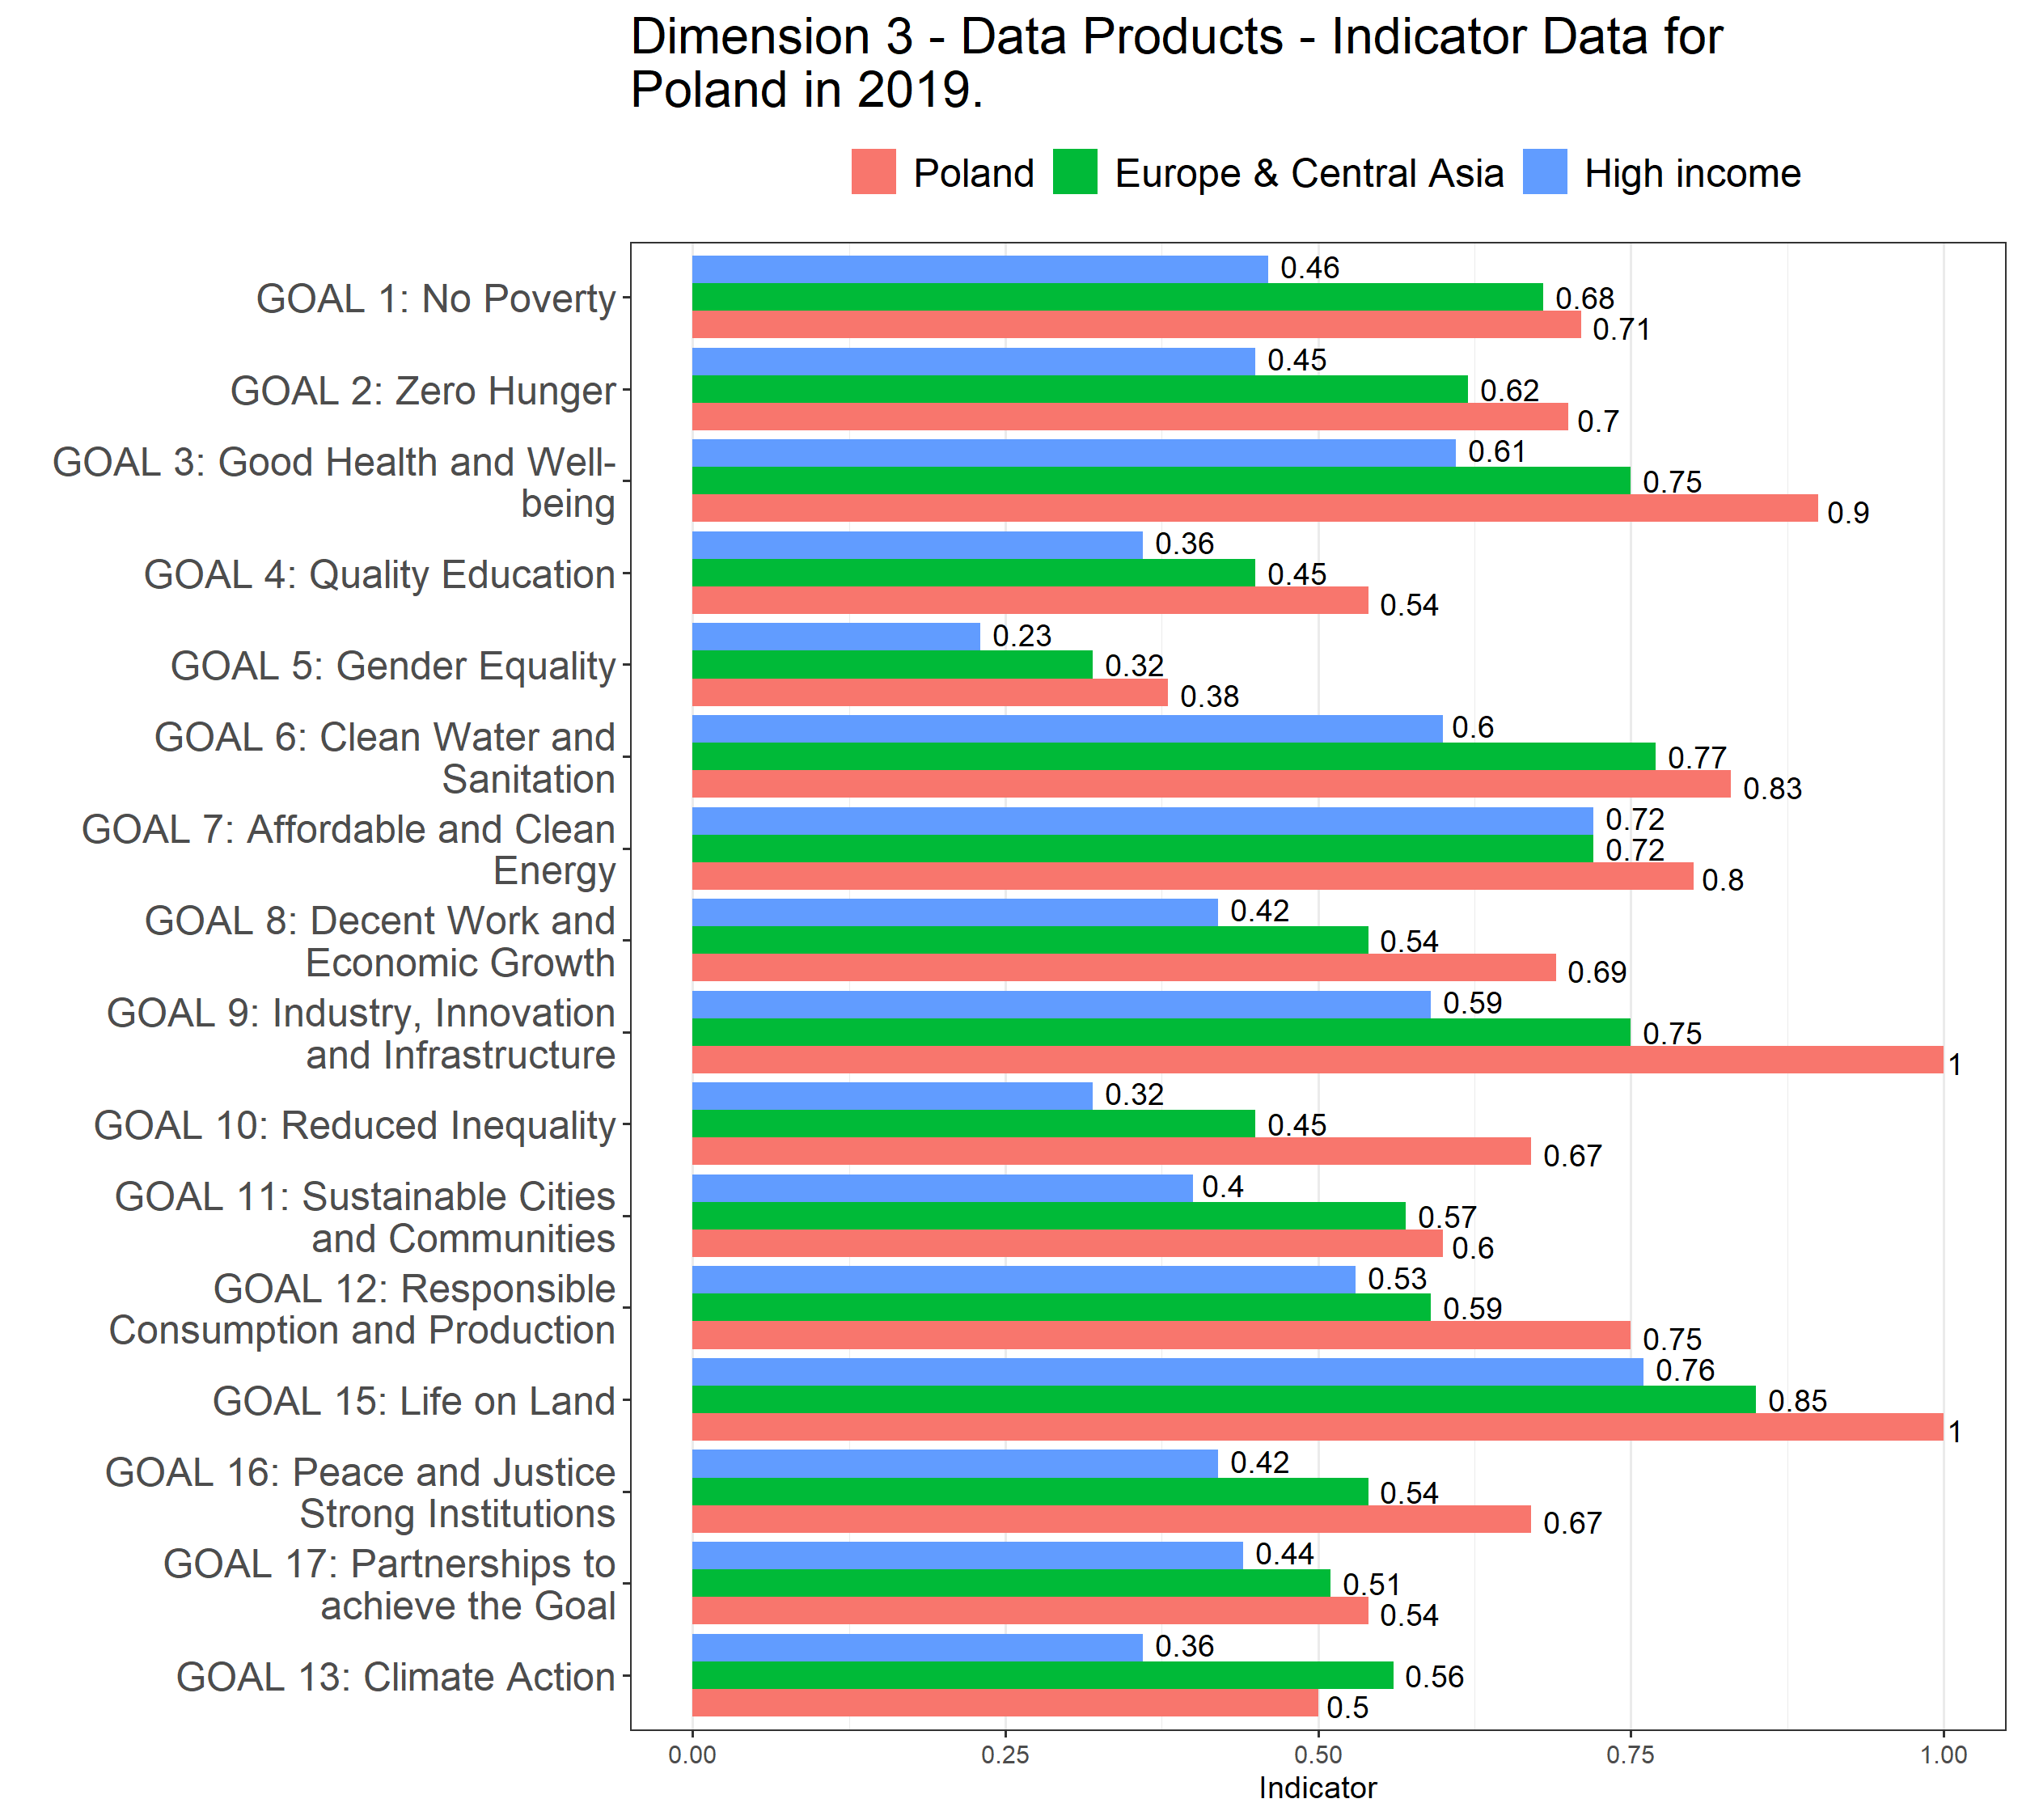 Dimension 3 - Data Products - Indicator Data for
Poland in 2019.
Poland Europe & Central Asia High income
GOAL 1: No Poverty
0.46
0.68
0.71
GOAL 2: Zero Hunger
0.45
0.62
0.7
GOAL 3: Good Health and Well-
being
0.61
0.75
0.9
GOAL 4: Quality Education
0.36
0.45
0.54
GOAL 5: Gender Equality
0.23
0.32
0.38
GOAL 6: Clean Water and
Sanitation
0.6
0.77
0.83
GOAL 7: Affordable and Clean
Energy
0.72
0.72
0.8
GOAL 8: Decent Work and
Economic Growth
0.42
0.54
0.69
GOAL 9: Industry, Innovation
and Infrastructure
0.59
0.75
1
GOAL 10: Reduced Inequality
0.32
0.45
0.67
GOAL 11: Sustainable Cities
and Communities
0.4
0.57
0.6
GOAL 12: Responsible
Consumption and Production
0.53
0.59
0.75
GOAL 15: Life on Land
0.76
0.85
1
GOAL 16: Peace and Justice
Strong Institutions
0.42
0.54
0.67
GOAL 17: Partnerships to
achieve the Goal
0.44
0.51
0.54
GOAL 13: Climate Action
0.36
0.56
0.5
0.00 0.25 0.50 0.75 1.00
Indicator